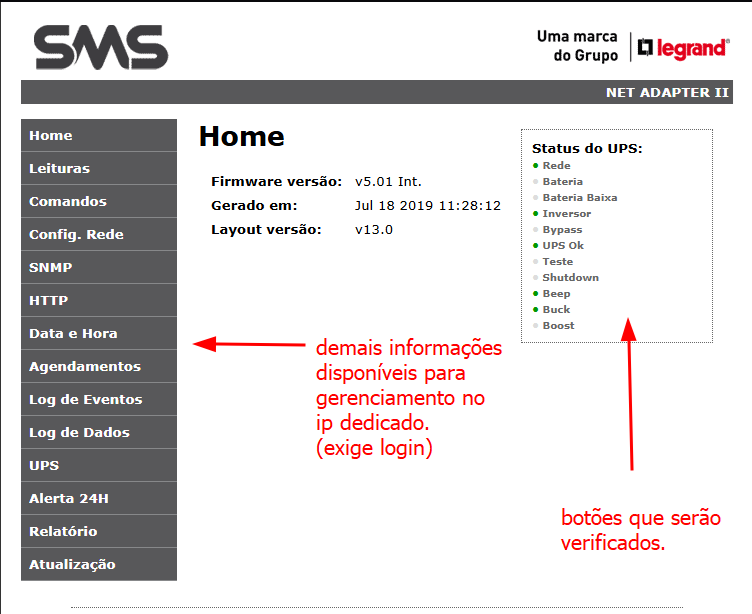 SMS
Uma marca
do Grupo
legrand®
NET ADAPTER II
Home
Leituras
Comandos
Config. Rede
SNMP
HTTP
Data e Hora
Agendamentos
Log de Eventos
Log de Dados
UPS
Alerta 24H
Relatório
Atualização
Home
Firmware versão: v5.01 Int.
Gerado em: Jul 18 2019 11:28:12
Layout versão: v13.0
Status do UPS:
Rede
Bateria
Bateria Baixa
Inversor
Bypass
UPS Ok
Teste
Shutdown
Beep
Buck
Boost
demais informações
disponíveis para
gerenciamento no
ip dedicado.
(exige login)
botões que serão
verificados.